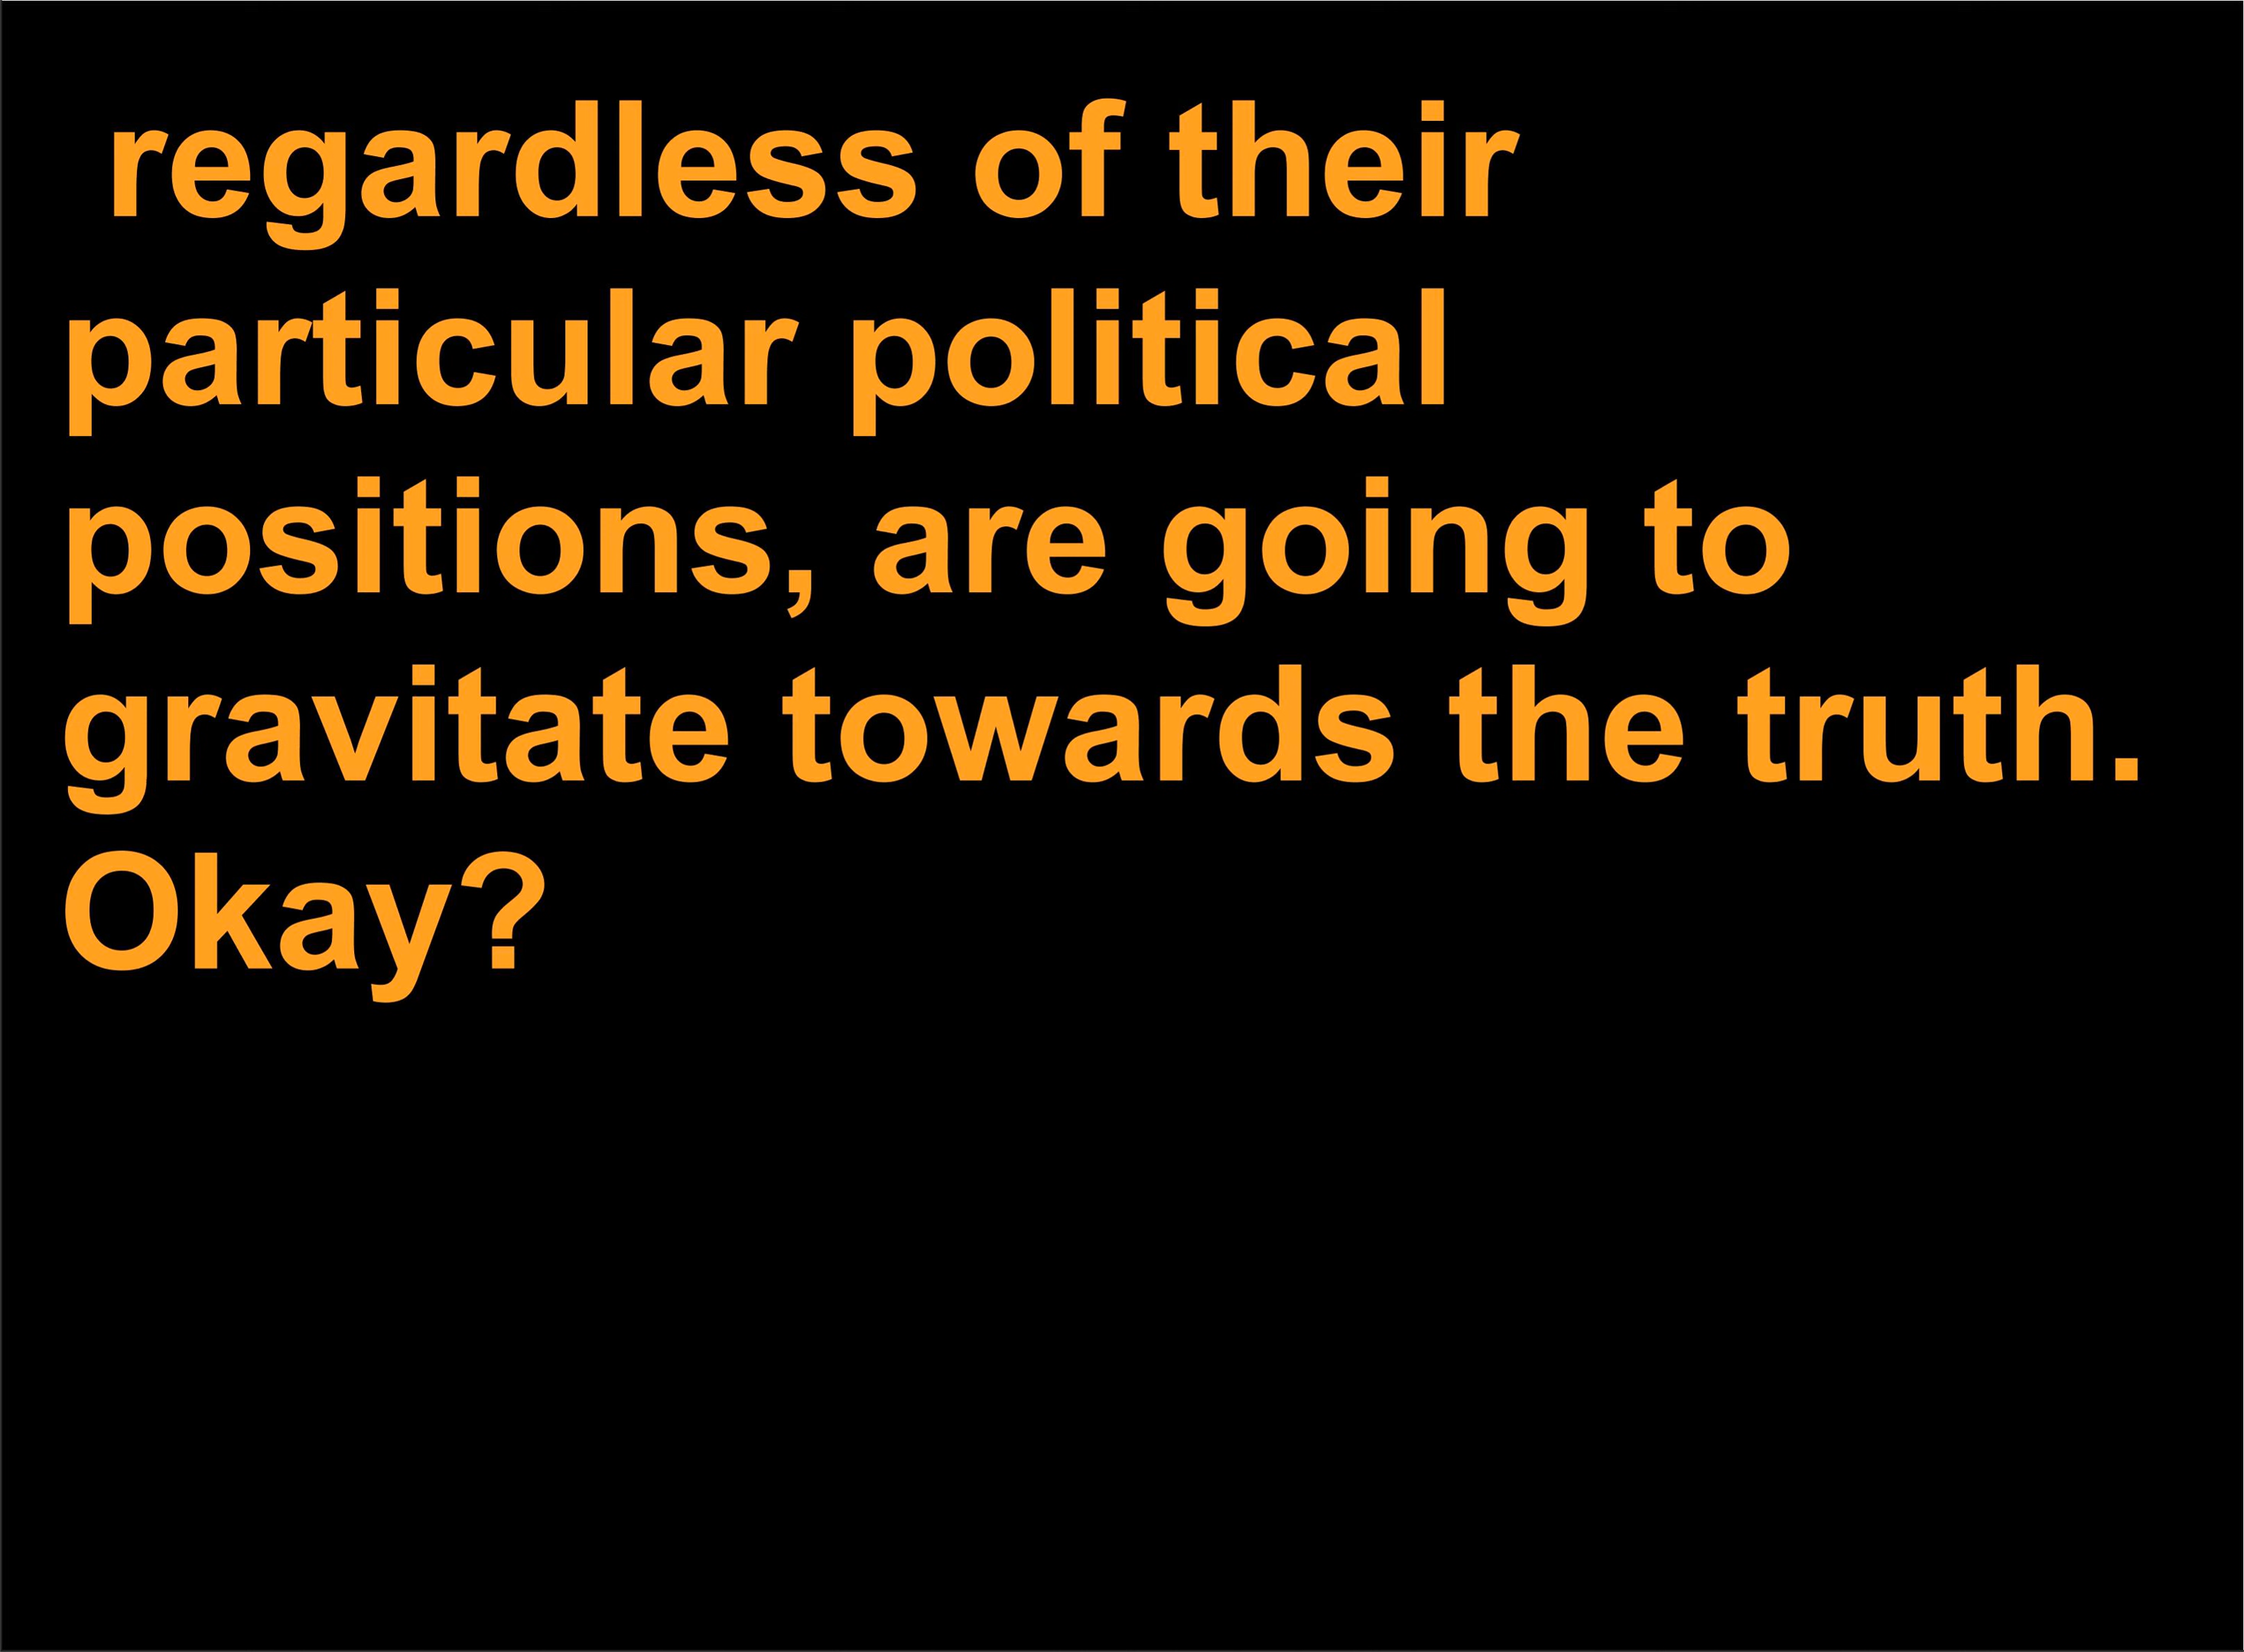 regardless of their
particular political
positions, are going to
gravitate towards the truth.
Okay?